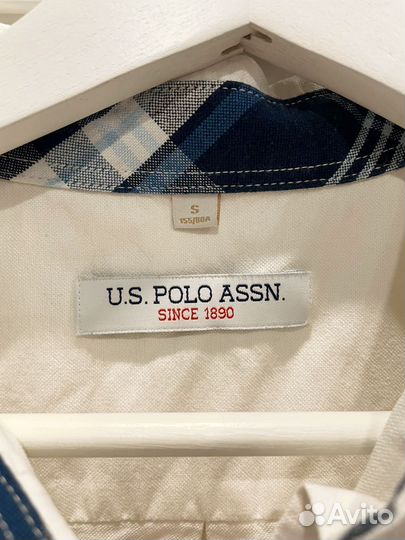 S
155/80A
U.S. POLO ASSN.
SINCE 1890
Avito